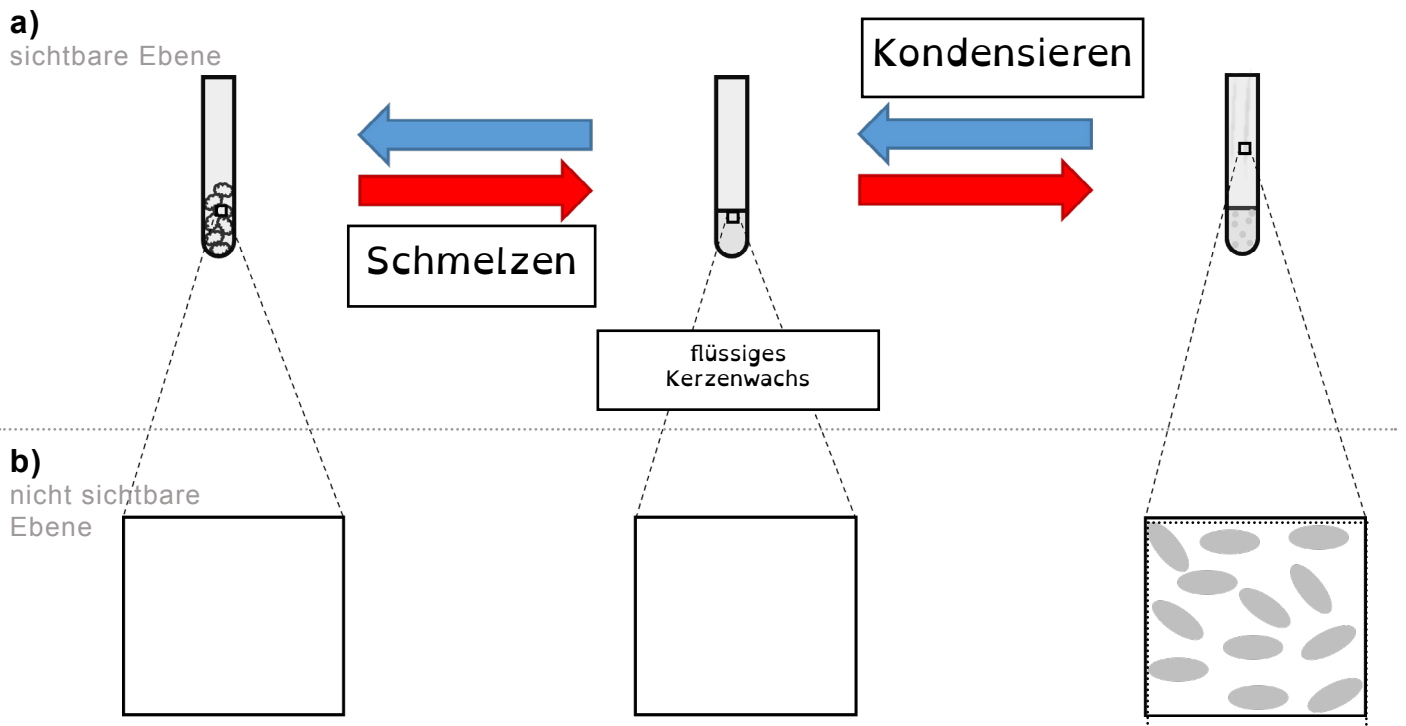 a)
sichtbare Ebene
Kondensieren
Schmelzen
flüssiges
Kerzenwachs
b)
nicht sichtbare
Ebene